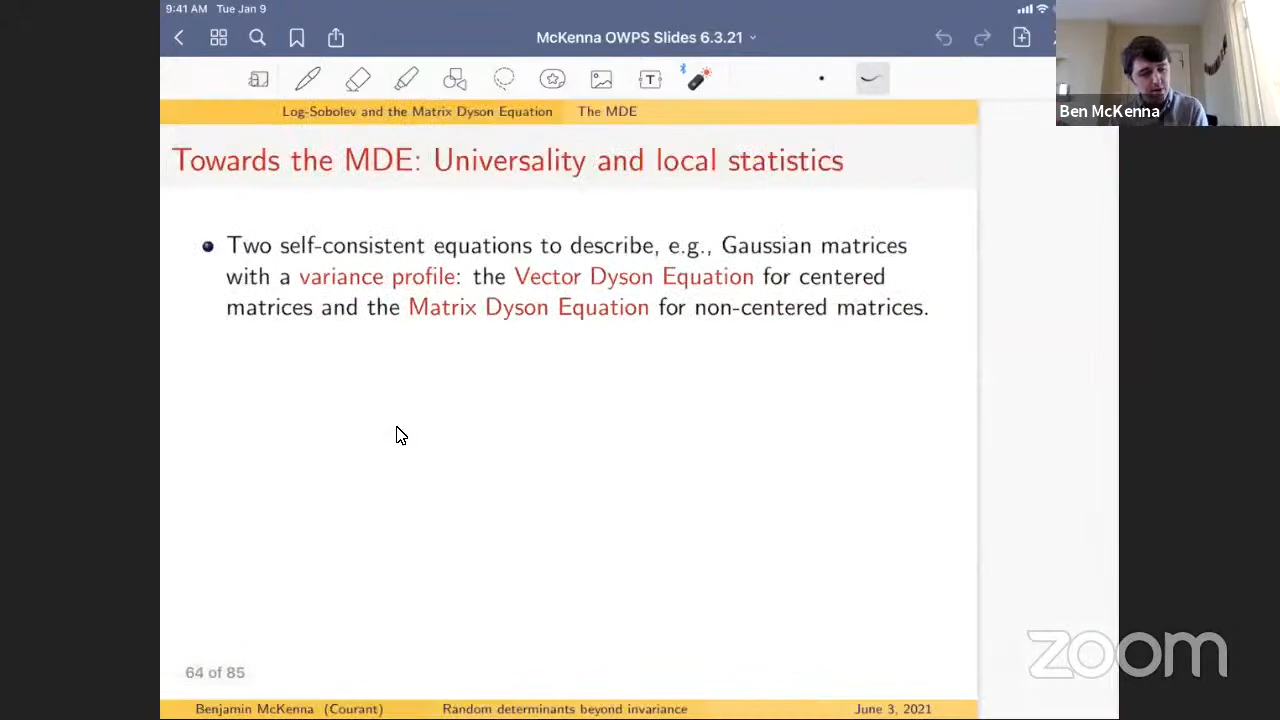 9:41 AM Tue Jan 9
McKenna OWPS Slides 6.3.21
T
Ben McKenna
Log-Sobolev and the Matrix Dyson Equation The MDE
Towards the MDE: Universality and local statistics
Two self-consistent equations to describe, e.g., Gaussian matrices
with a variance profile: the Vector Dyson Equation for centered
matrices and the Matrix Dyson Equation for non-centered matrices.
64 of 85
zoom
Benjamin McKenna (Courant) Random determinants beyond invariance June 3, 2021